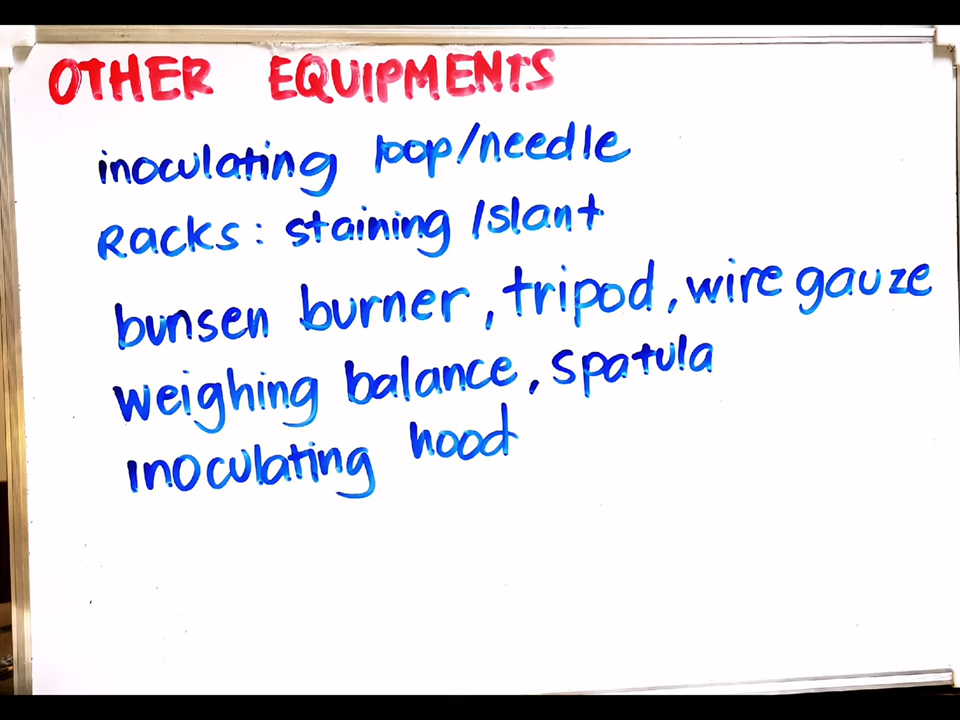 OTHER EQUIPMENTS
inoculating loop/needle
Racks: staining /slant
bunsen burner, tripod, wire gauze
weighing balance, spatula
inoculating hood